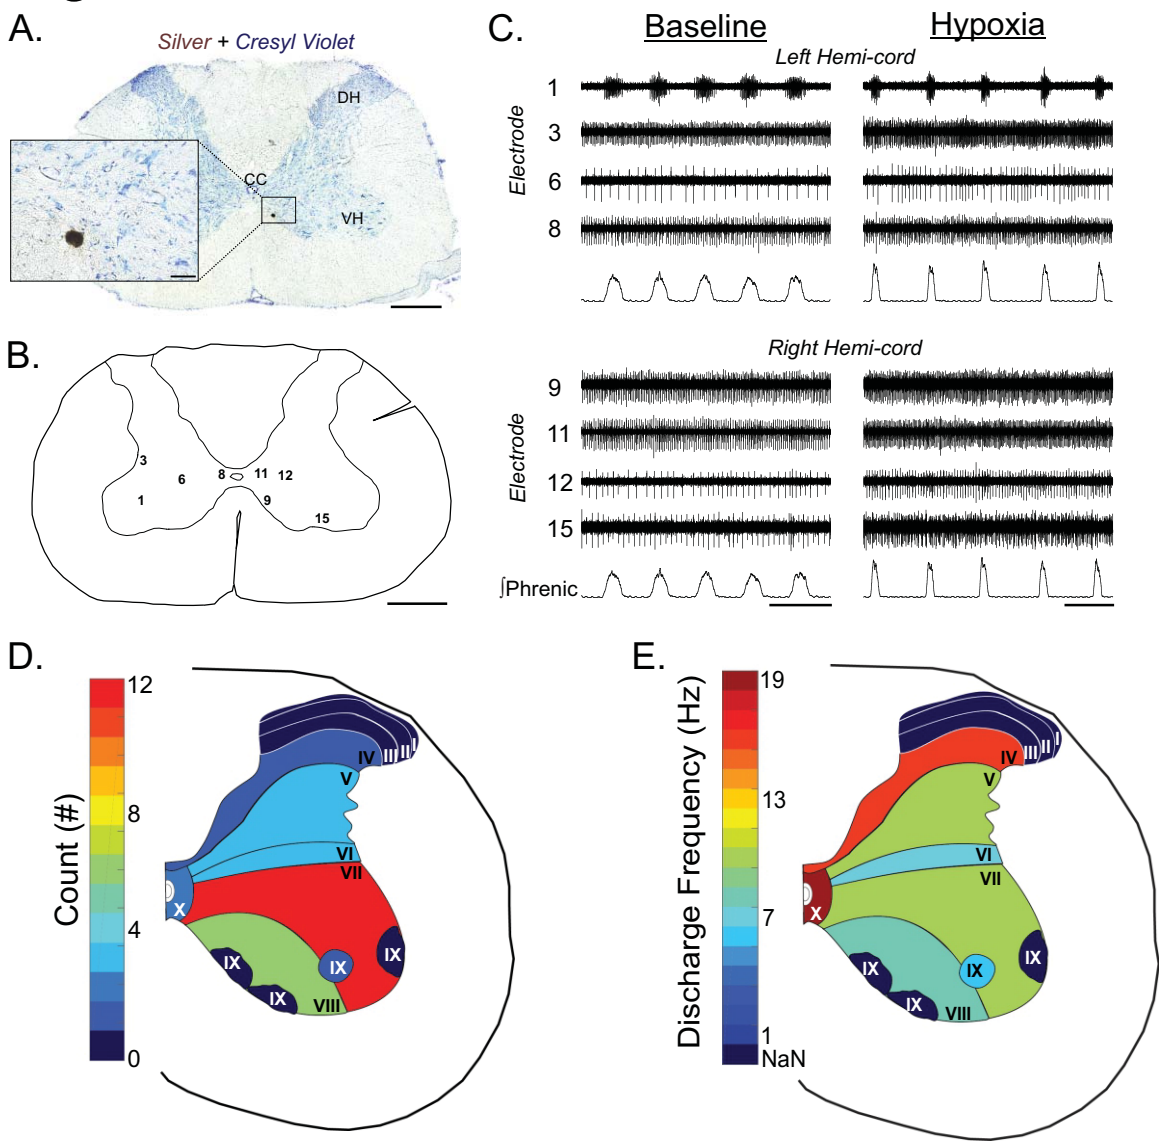 A.
Silver + Cresyl Violet
DH
CC
VH
B.
3
6
8
11
12
1
9
15
C.
Baseline
Hypoxia
Left Hemi-cord
Electrode
1
3
6
8
Right Hemi-cord
Electrode
9
11
12
15
∫Phrenic
D.
Count (#)
12
8
4
0
I
II
III
IV
V
VI
VII
X
IX
IX
IX
IX
VIII
E.
Discharge Frequency (Hz)
19
13
7
1
NaN
I
II
III
IV
V
VI
VII
X
IX
IX
IX
IX
VIII